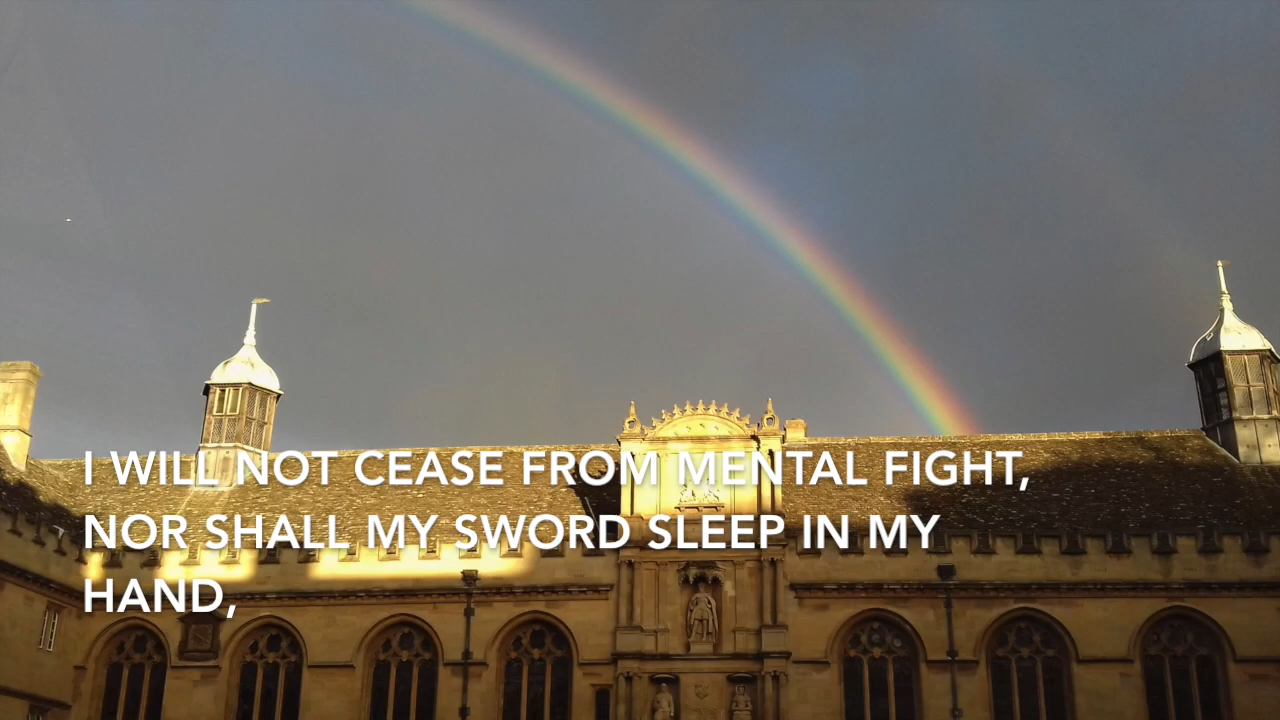 I WILL NOT CEASE FROM MENTAL FIGHT,
NOR SHALL MY SWORD SLEEP IN MY
HAND,